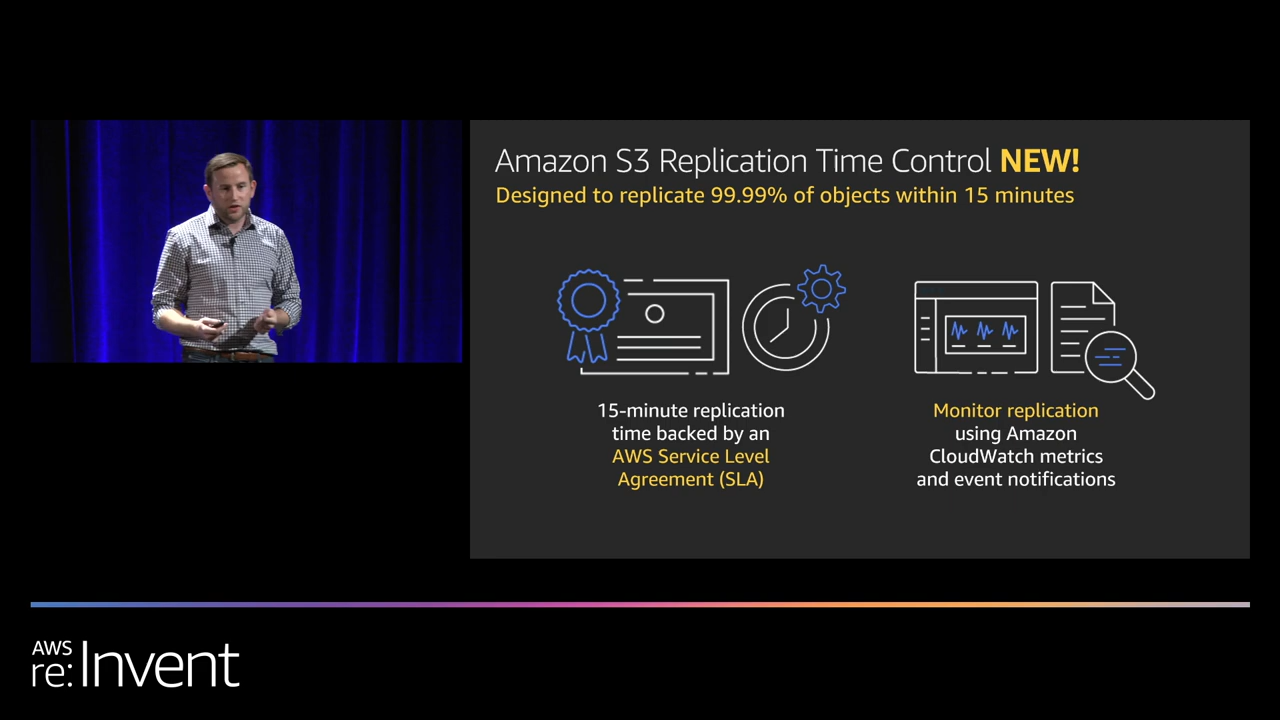 Amazon S3 Replication Time Control NEW!
Designed to replicate 99.99% of objects within 15 minutes
15-minute replication
time backed by an
AWS Service Level
Agreement (SLA)
Monitor replication
using Amazon
CloudWatch metrics
and event notifications
AWS
re:Invent